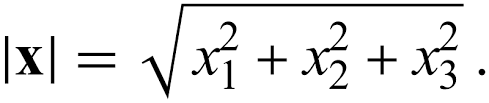 |𝐱| = √(x₁² + x₂² + x₃²) .